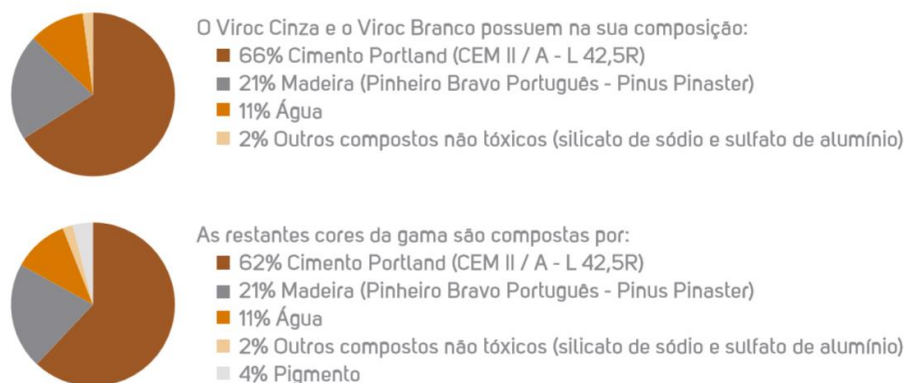 O Viroc Cinza e o Viroc Branco possuem na sua composição:
66% Cimento Portland (CEM II / A - L 42,5R)
21% Madeira (Pinheiro Bravo Português - Pinus Pinaster)
11% Água
2% Outros compostos não tóxicos (silicato de sódio e sulfato de alumínio)
As restantes cores da gama são compostas por:
62% Cimento Portland (CEM II / A - L 42,5R)
21% Madeira (Pinheiro Bravo Português - Pinus Pinaster)
11% Água
2% Outros compostos não tóxicos (silicato de sódio e sulfato de alumínio)
4% Pigmento